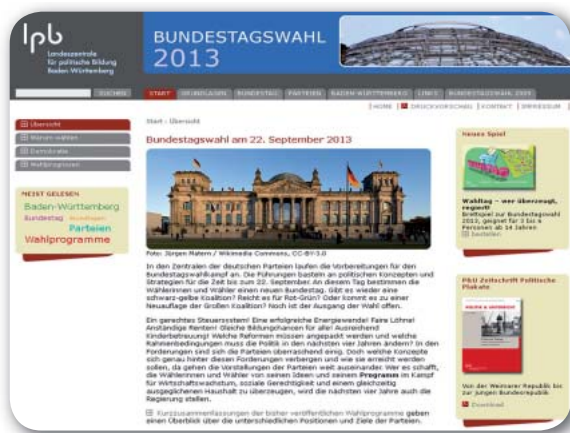 lpb
Landeszentrale
für politische Bildung
Baden-Württemberg
BUNDESTAGSWAHL
2013
SUCHEN
START GRUNDLAGEN BUNDESTAG PARTEIEN BADEN-WÜRTTEMBERG LINKS BUNDESTAGSWAHL 2009
HOME DRUCKVORSCHAU KONTAKT IMPRESSUM
Übersicht
Warum wählen
Demokratie
Wahlprognosen
MEIST GELESEN
Baden-Württemberg
Bundestag
Parteien
Wahlprogramme
Start › Übersicht
Bundestagswahl am 22. September 2013
Foto: Jürgen Matern / Wikimedia Commons, CC-BY-3.0
In den Zentralen der deutschen Parteien laufen die Vorbereitungen für den
Bundestagswahlkampf an. Die Führungen basteln an politischen Konzepten und
Strategien für die Zeit bis zum 22. September. An diesem Tag bestimmen die
Wählerinnen und Wähler einen neuen Bundestag. Gibt es wieder eine
schwarz-gelbe Koalition? Reicht es für Rot-Grün? Oder kommt es zu einer
Neuauflage der Großen Koalition? Noch ist der Ausgang der Wahl offen.
Ein gerechtes Steuersystem! Eine erfolgreiche Energiewende! Faire Löhne!
Anständige Renten! Gleiche Bildungschancen für alle! Ausreichend
Kinderbetreuung! Welche Reformen müssen angepackt werden und welche
Rahmenbedingungen muss die Politik in den nächsten vier Jahren ändern? In den
Forderungen sind sich die Parteien überraschend einig. Doch welche Konzepte
sich genau hinter diesen Forderungen verbergen und wie sie erreicht werden
sollen, da gehen die Vorstellungen der Parteien weit auseinander. Wer es schafft,
die Wählerinnen und Wähler von seinen Ideen und seinem Programm im Kampf
für Wirtschaftswachstum, soziale Gerechtigkeit und einem gleichzeitig
ausgeglichenen Haushalt zu überzeugen, wird die nächsten vier Jahre auch die
Regierung stellen.
Kurzzusammenfassungen der bisher veröffentlichten Wahlprogramme geben
einen Überblick über die unterschiedlichen Positionen und Ziele der Parteien.
Neues Spiel
Wahltag – wer überzeugt,
regiert!
Brettspiel zur Bundestagswahl
2013, geignet für 3 bis 6
Personen ab 14 Jahren
bestellen
P&U Zeitschrift Politische
Plakate
POLITIK & UNTERRICHT
Von der Weimarer Republik bis
zur jungen Bundesrepublik
Download